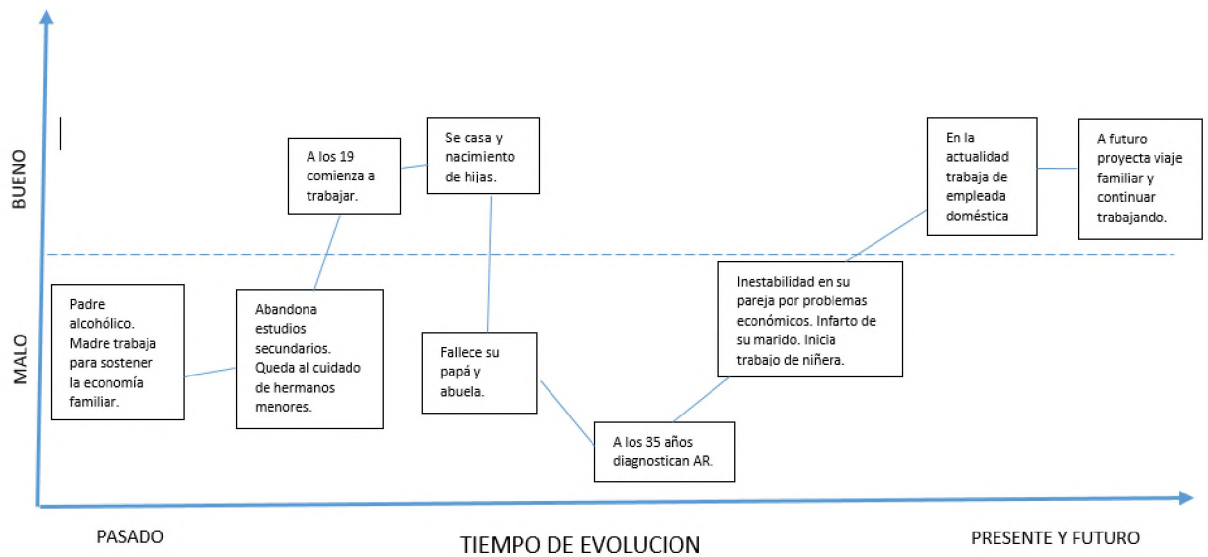 BUENO
MALO
Padre
alcohólico.
Madre trabaja
para sostener
la economía
familiar.
Abandona
estudios
secundarios.
Queda al cuidado
de hermanos
menores.
A los 19
comienza a
trabajar.
Se casa y
nacimiento
de hijas.
Fallece su
papá y
abuela.
A los 35 años
diagnostican AR.
Inestabilidad en su
pareja por problemas
económicos. Infarto de
su marido. Inicia
trabajo de niñera.
En la
actualidad
trabaja de
empleada
doméstica
A futuro
proyecta viaje
familiar y
continuar
trabajando.
PASADO
TIEMPO DE EVOLUCION
PRESENTE Y FUTURO